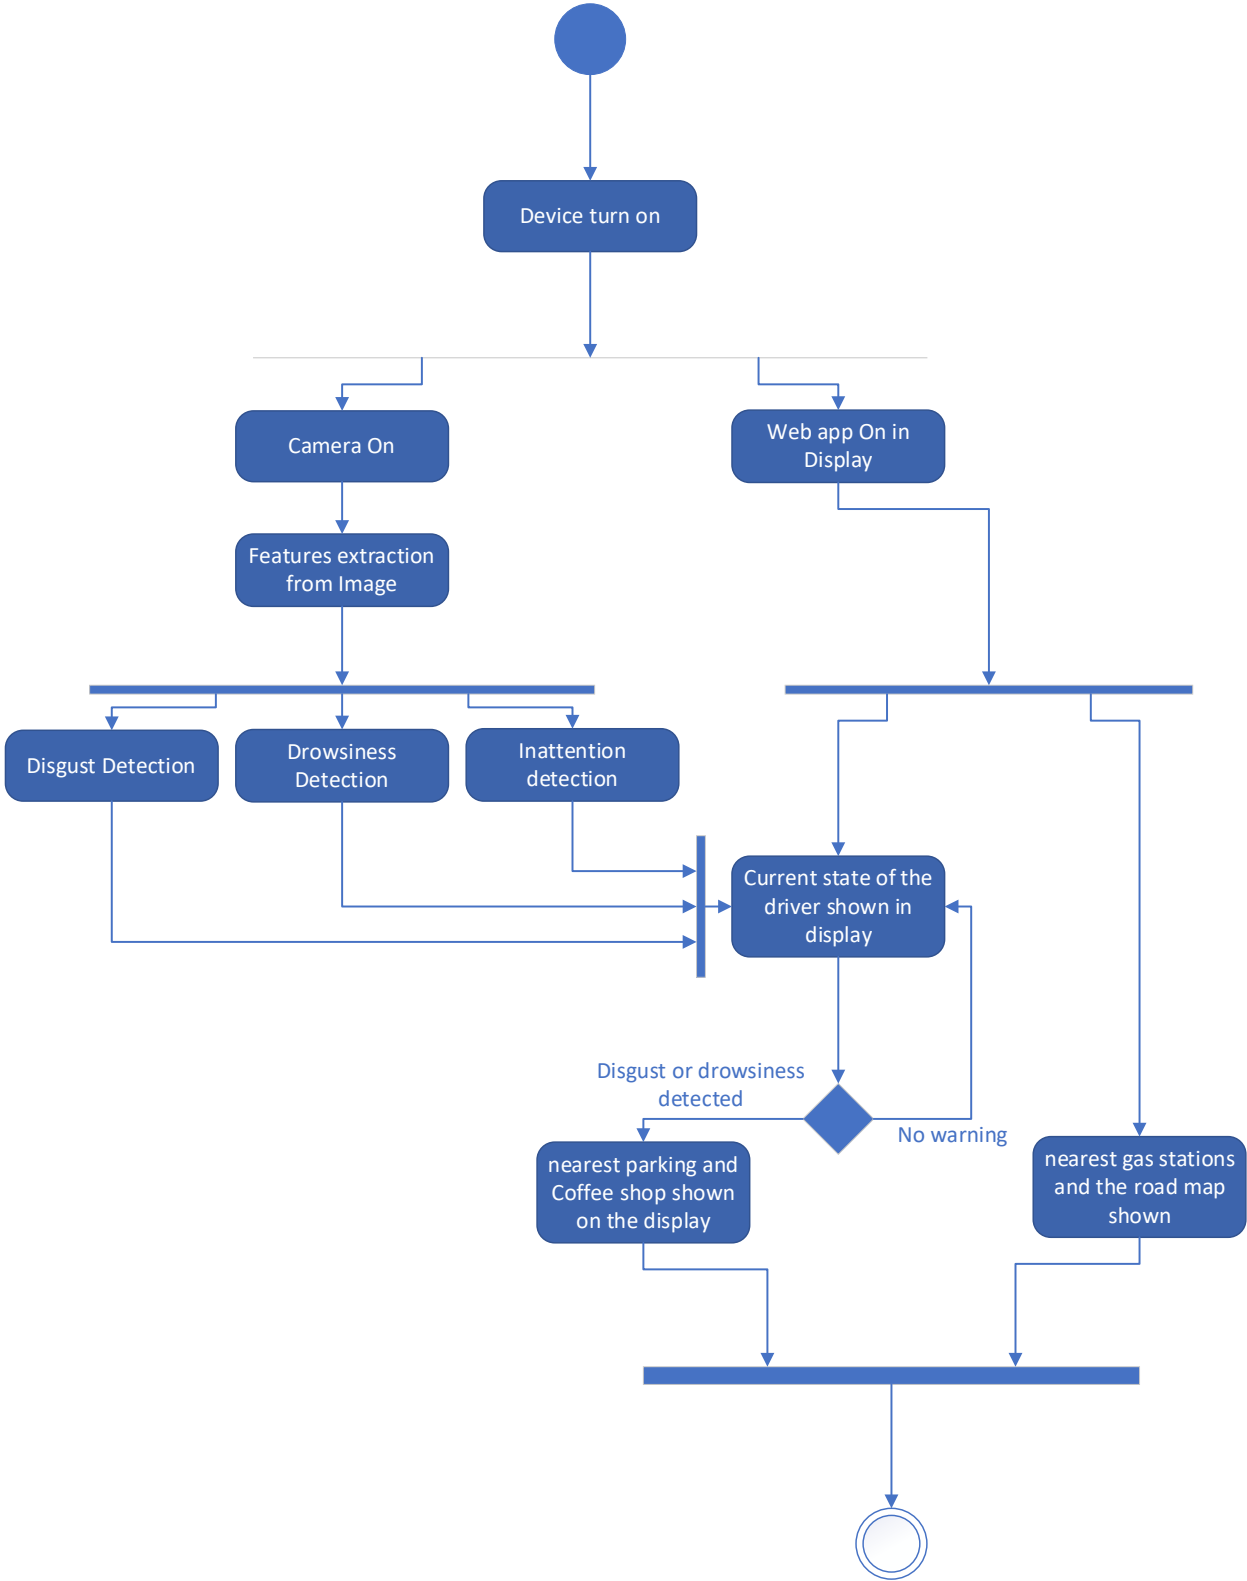 Device turn on
Camera On
Web app On in
Display
Features extraction
from Image
Disgust Detection
Drowsiness
Detection
Inattention
detection
Current state of the
driver shown in
display
Disgust or drowsiness
detected
No warning
nearest parking and
Coffee shop shown
on the display
nearest gas stations
and the road map
shown